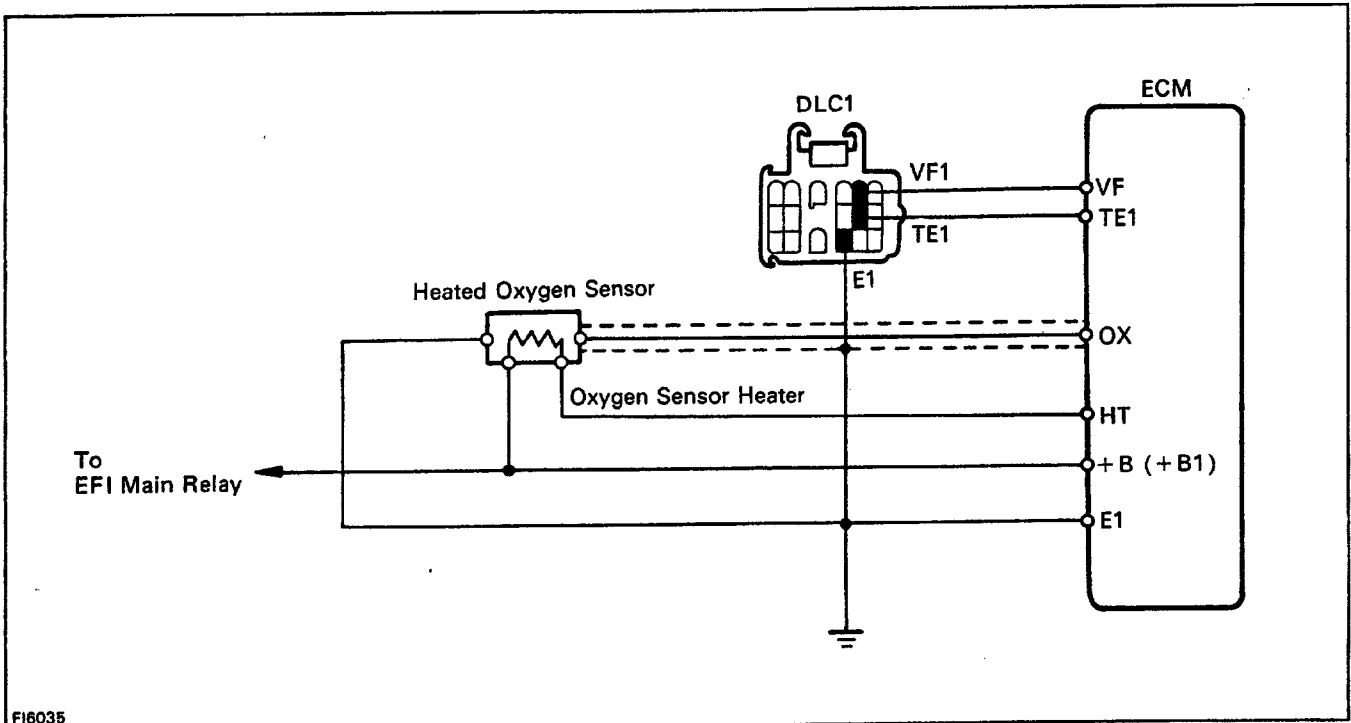 ECM
DLC1
VF1
VF
TE1
TE1
E1
Heated Oxygen Sensor
OX
Oxygen Sensor Heater
HT
To
EFI Main Relay
+B (+B1)
E1
FI6035